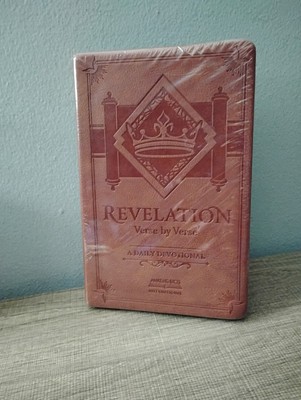 REVELATION
Verse by Verse
A DAILY DEVOTIONAL